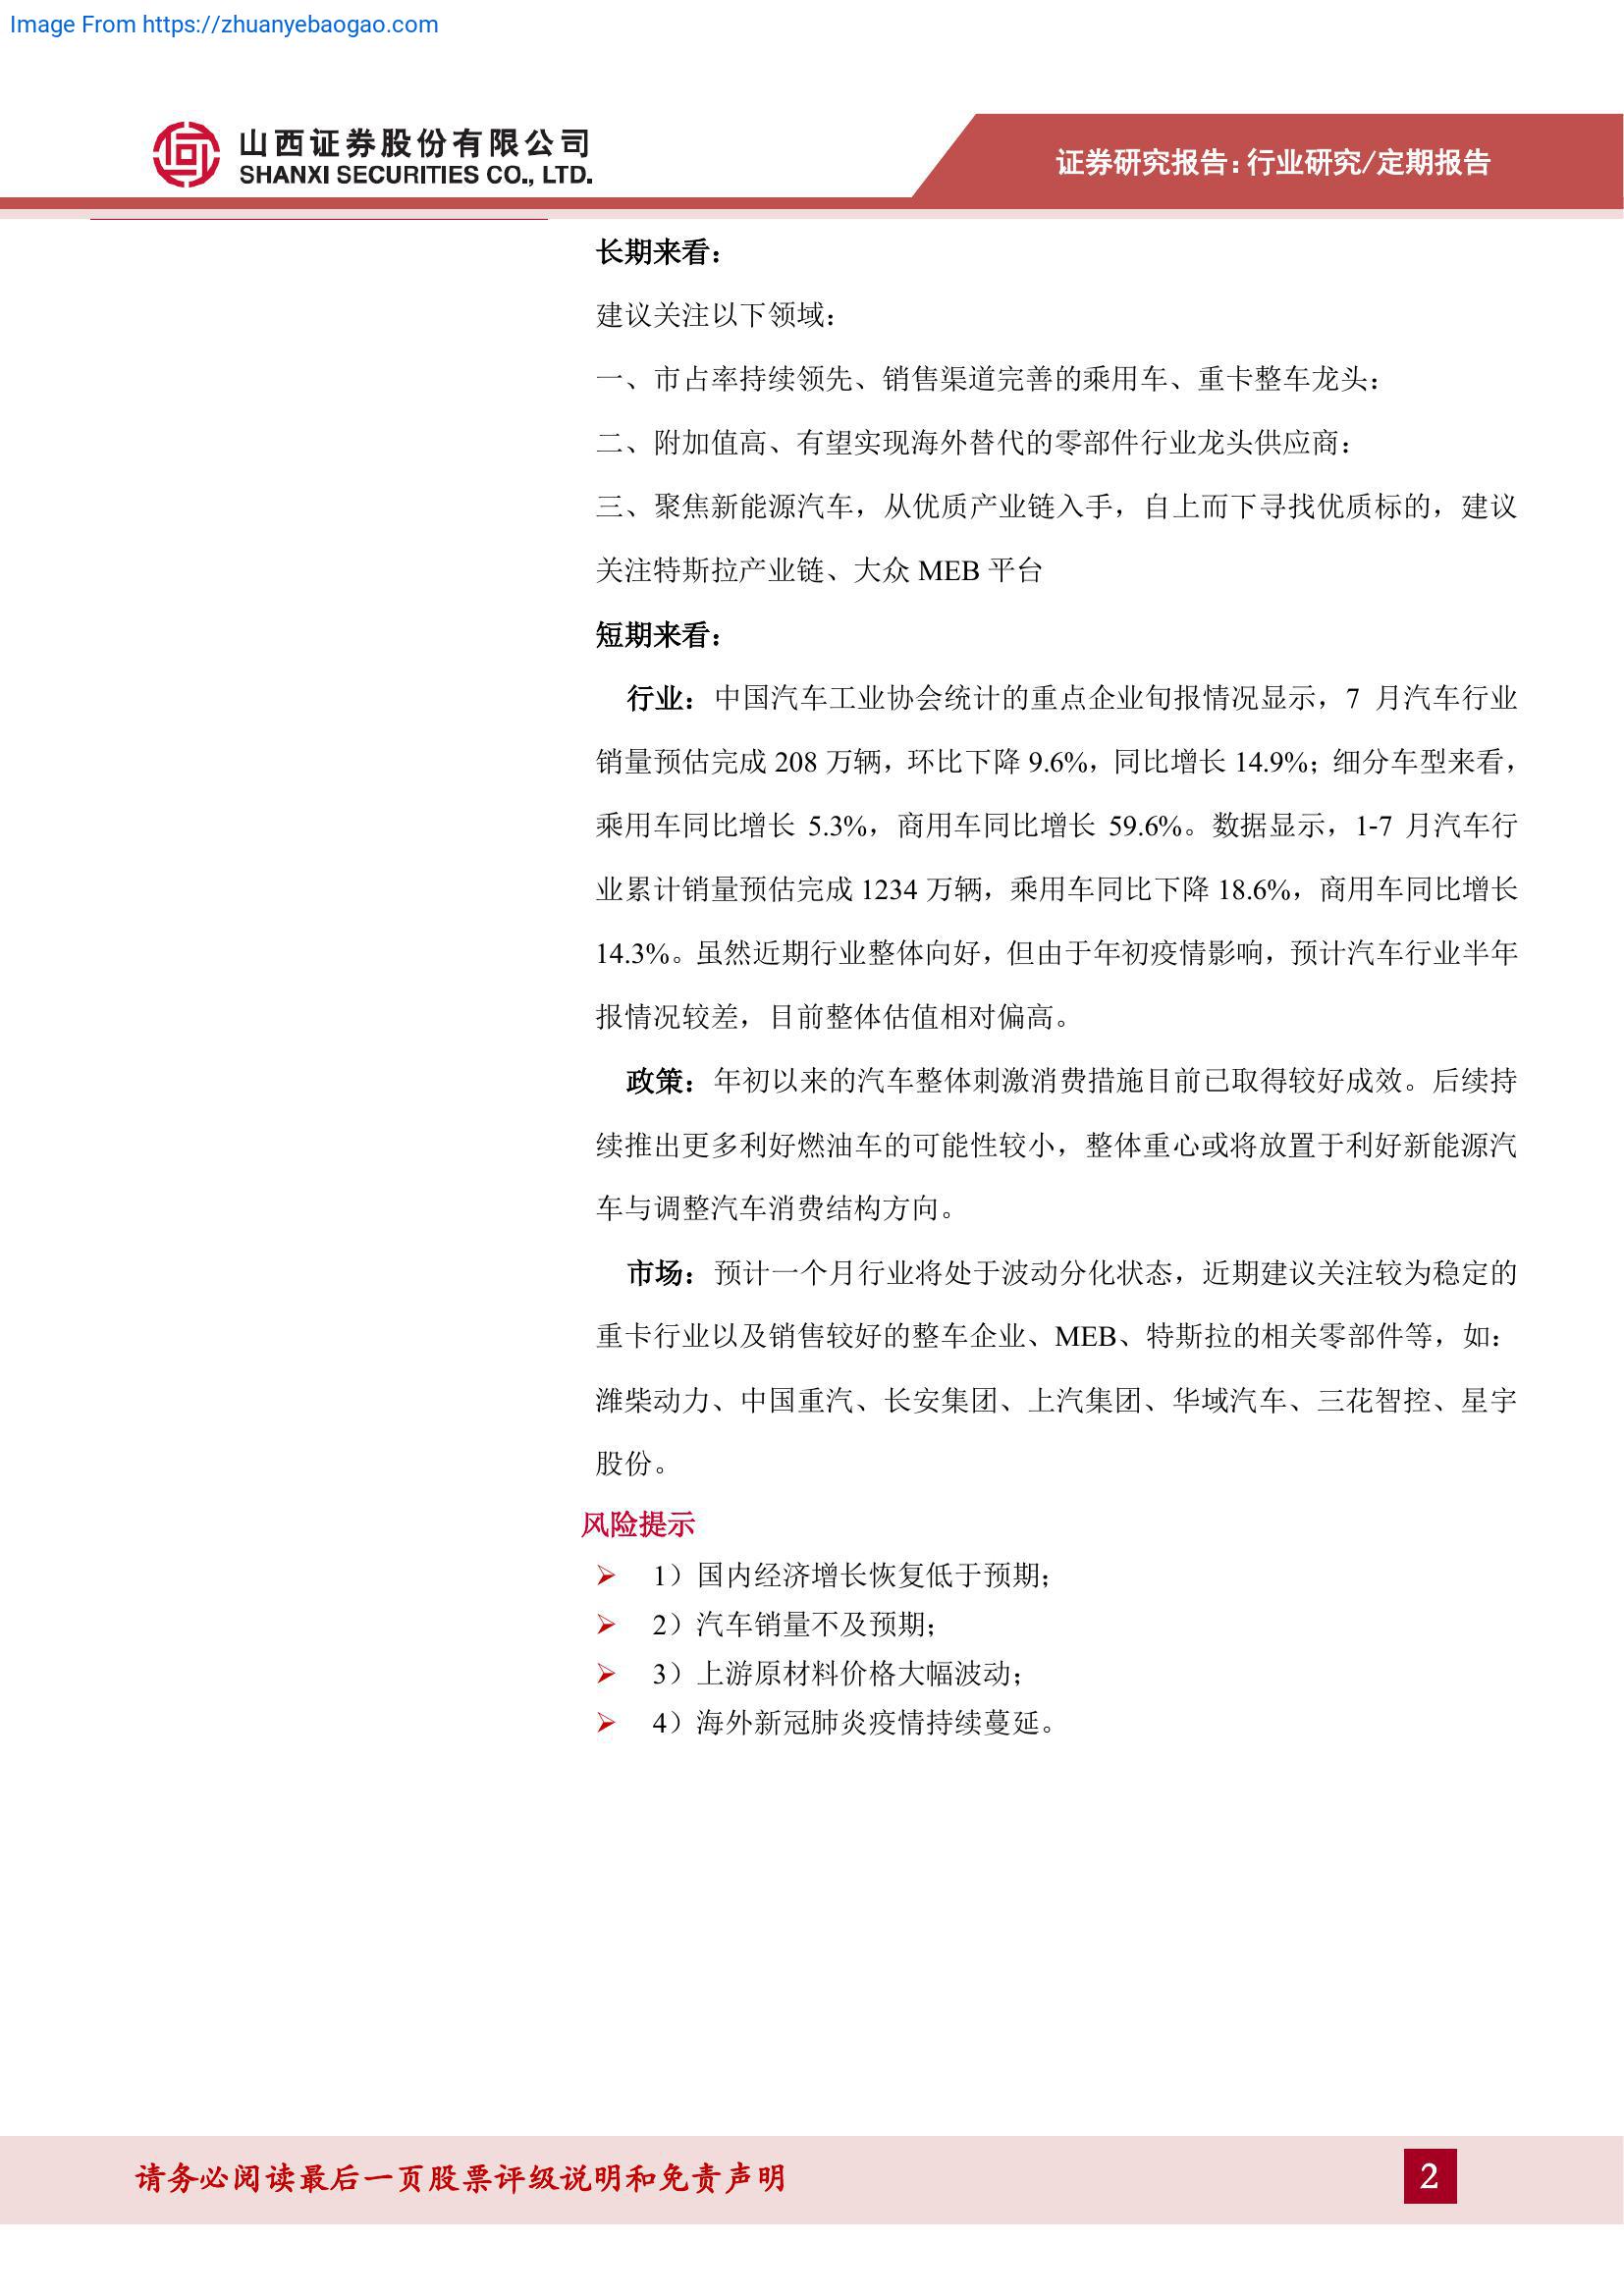 Image From https://zhuanyebaogao.com
山西证券股份有限公司
SHANXI SECURITIES CO., LTD.
证券研究报告:行业研究/定期报告
长期来看：
建议关注以下领域：
一、市占率持续领先、销售渠道完善的乘用车、重卡整车龙头：
二、附加值高、有望实现海外替代的零部件行业龙头供应商：
三、聚焦新能源汽车，从优质产业链入手，自上而下寻找优质标的，建议
关注特斯拉产业链、大众 MEB 平台
短期来看：
行业：中国汽车工业协会统计的重点企业旬报情况显示，7 月汽车行业
销量预估完成 208 万辆，环比下降 9.6%，同比增长 14.9%；细分车型来看，
乘用车同比增长 5.3%，商用车同比增长 59.6%。数据显示，1-7 月汽车行
业累计销量预估完成 1234 万辆，乘用车同比下降 18.6%，商用车同比增长
14.3%。虽然近期行业整体向好，但由于年初疫情影响，预计汽车行业半年
报情况较差，目前整体估值相对偏高。
政策：年初以来的汽车整体刺激消费措施目前已取得较好成效。后续持
续推出更多利好燃油车的可能性较小，整体重心或将放置于利好新能源汽
车与调整汽车消费结构方向。
市场：预计一个月行业将处于波动分化状态，近期建议关注较为稳定的
重卡行业以及销售较好的整车企业、MEB、特斯拉的相关零部件等，如：
潍柴动力、中国重汽、长安集团、上汽集团、华域汽车、三花智控、星宇
股份。
风险提示
➢ 1）国内经济增长恢复低于预期；
➢ 2）汽车销量不及预期；
➢ 3）上游原材料价格大幅波动；
➢ 4）海外新冠肺炎疫情持续蔓延。
请务必阅读最后一页股票评级说明和免责声明
2